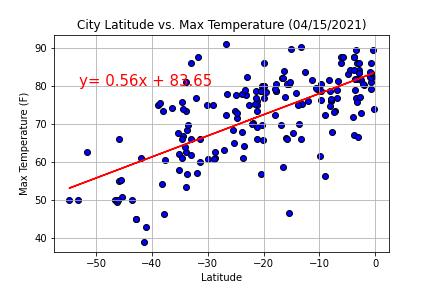 City Latitude vs. Max Temperature (04/15/2021)
90
80
70
60
50
40
Max Temperature (F)
y= 0.56x + 83.65
−50 −40 −30 −20 −10 0
Latitude